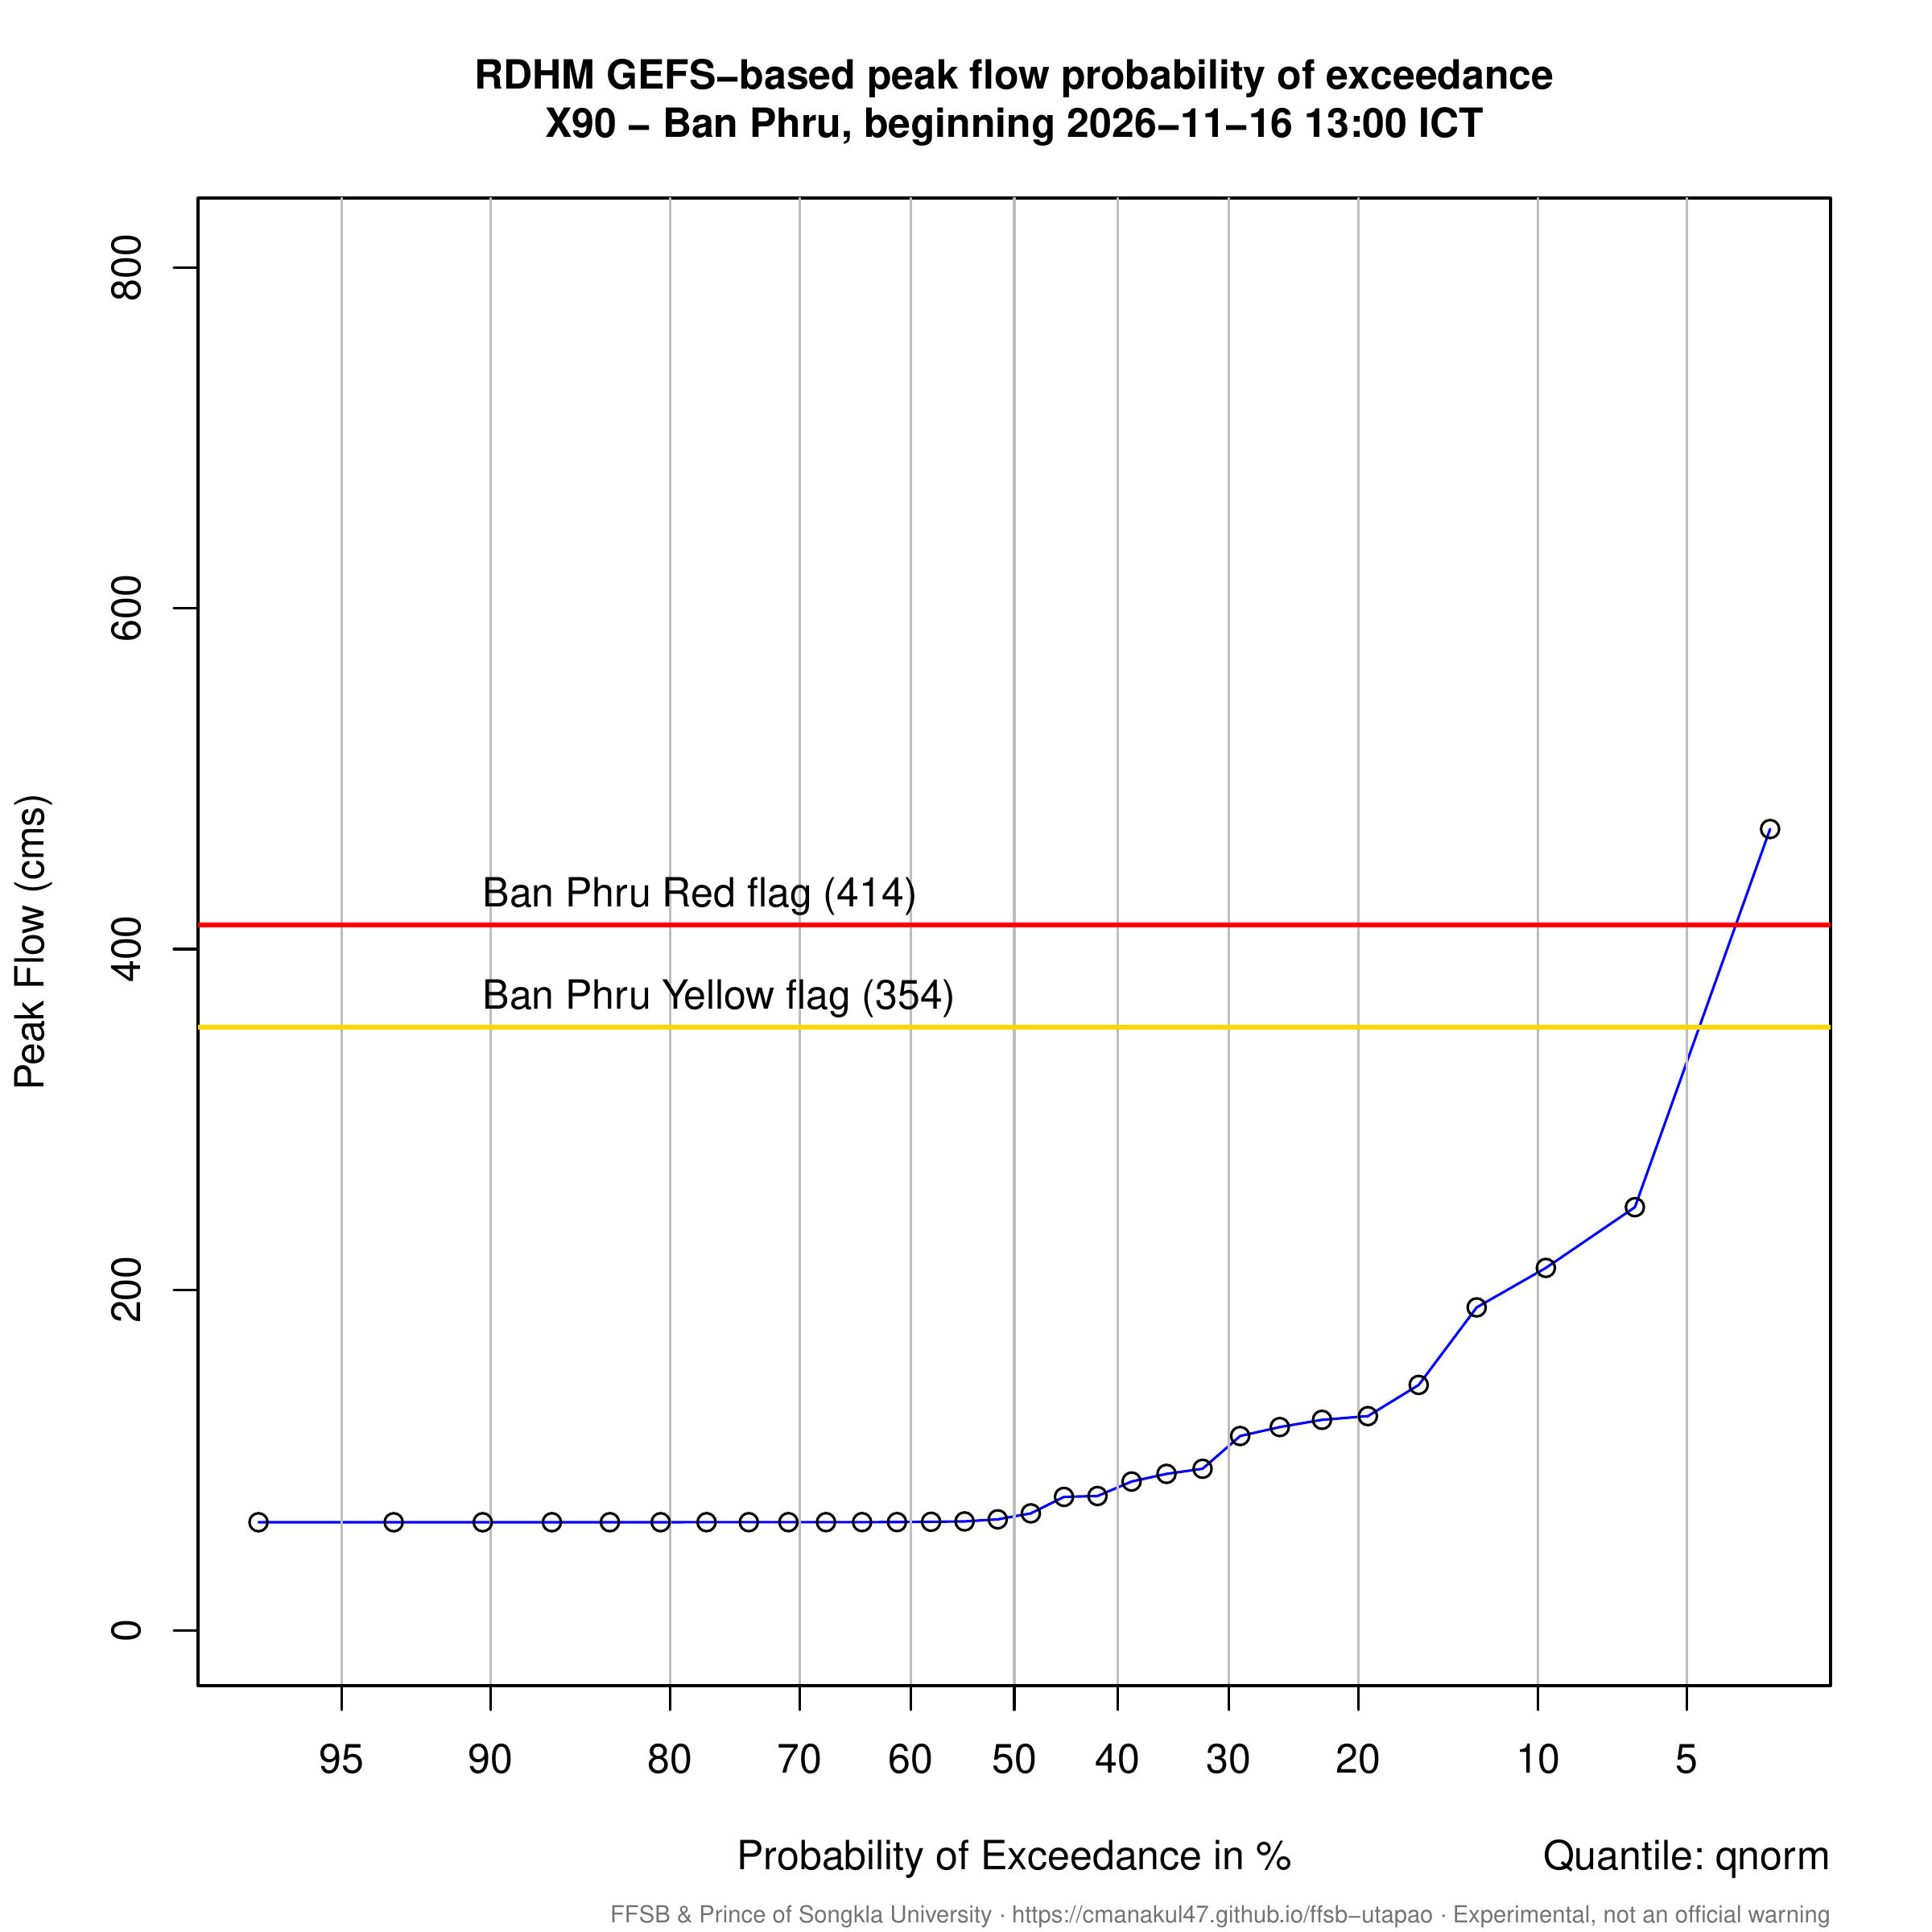 RDHM GEFS−based peak flow probability of exceedance
X90 − Ban Phru, beginning 2026−11−16 13:00 ICT
800
600
400
200
0
Peak Flow (cms)
Ban Phru Red flag (414)
Ban Phru Yellow flag (354)
95 90 80 70 60 50 40 30 20 10 5
Probability of Exceedance in %
Quantile: qnorm
FFSB & Prince of Songkla University · https://cmanakul47.github.io/ffsb−utapao · Experimental, not an official warning